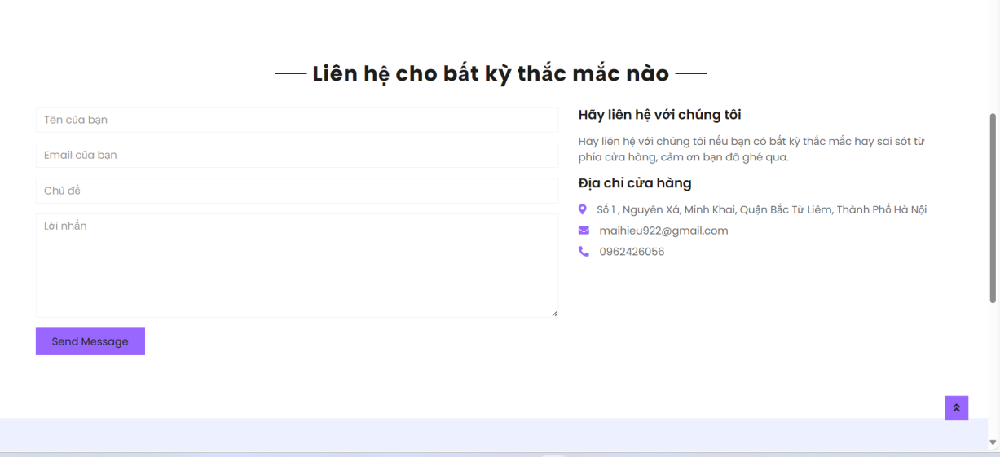 Liên hệ cho bất kỳ thắc mắc nào
Tên của bạn
Email của bạn
Chủ đề
Lời nhắn
Send Message
Hãy liên hệ với chúng tôi
Hãy liên hệ với chúng tôi nếu bạn có bất kỳ thắc mắc hay sai sót từ
phía cửa hàng, cảm ơn bạn đã ghé qua.
Địa chỉ cửa hàng
Số 1 , Nguyên Xá, Minh Khai, Quận Bắc Từ Liêm, Thành Phố Hà Nội
maihieu922@gmail.com
0962426056